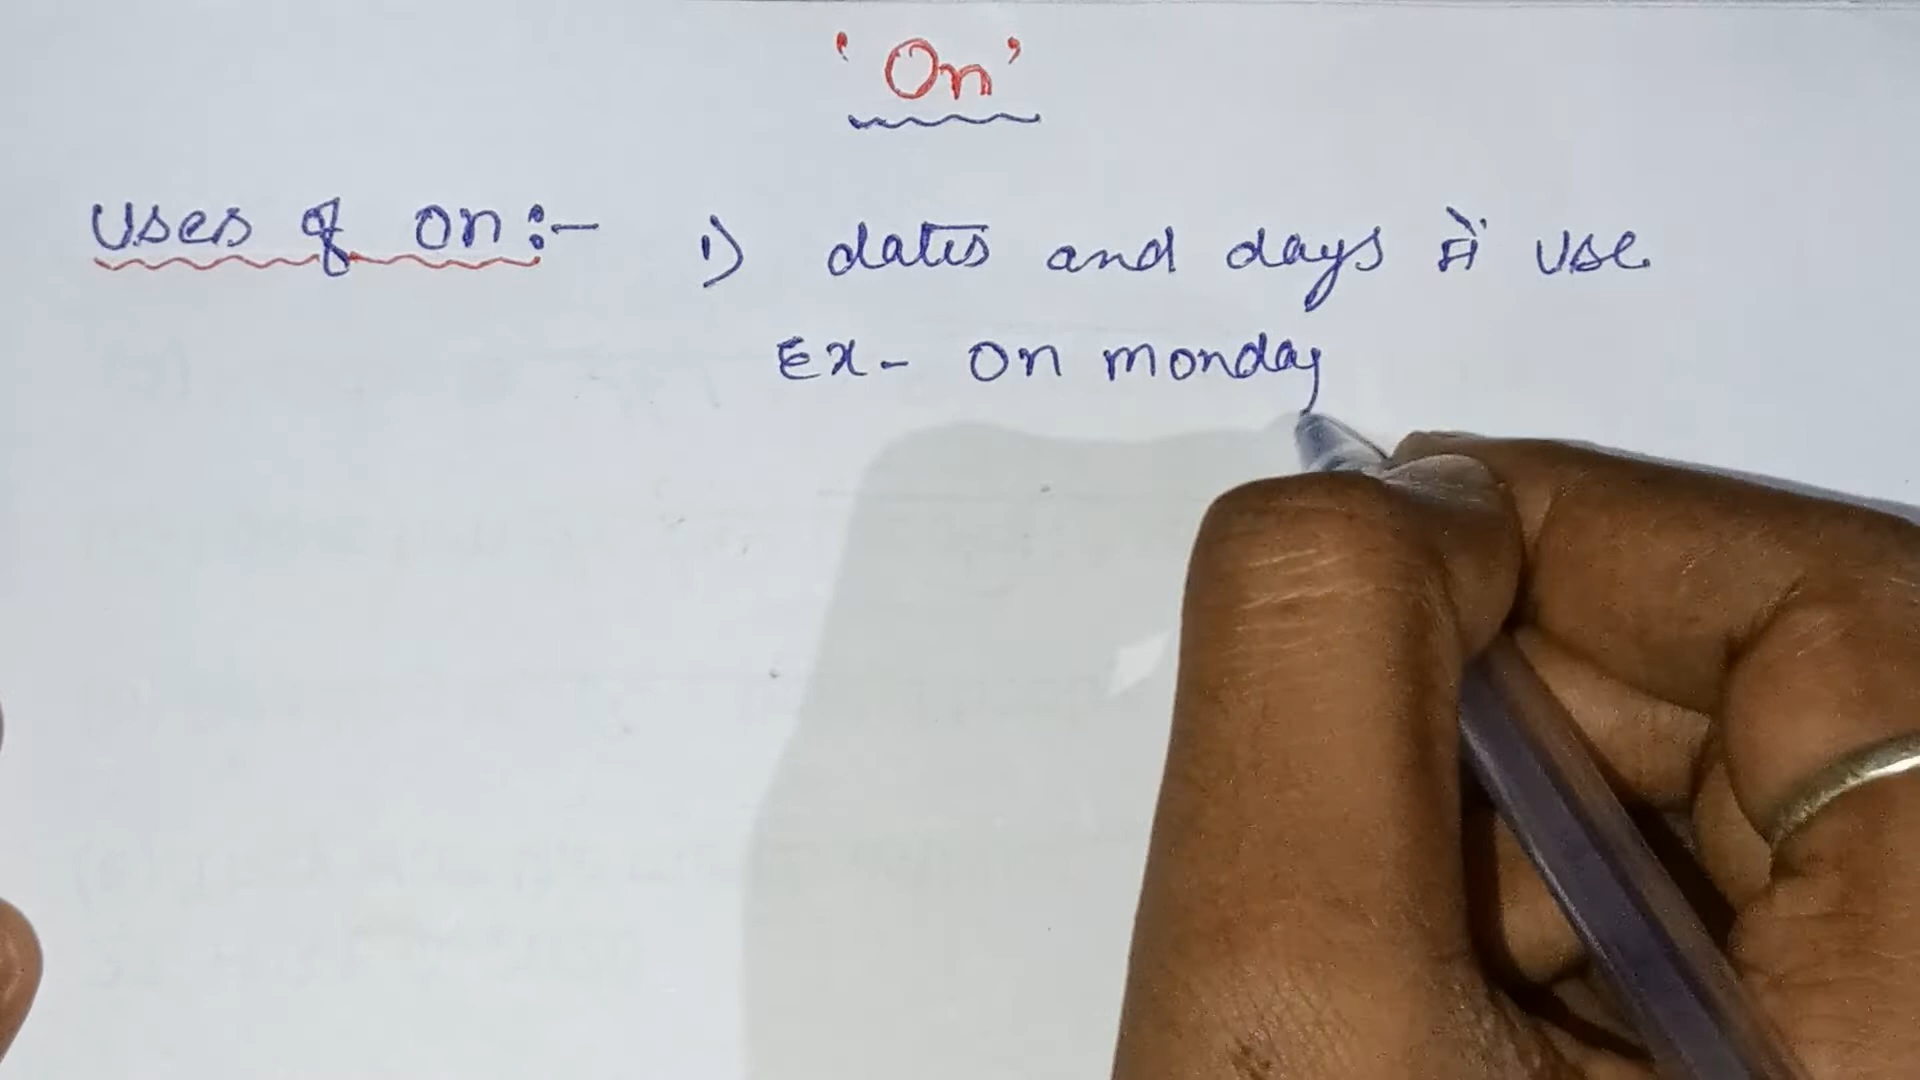 'On'
Uses of on:- 1) dates and days में use
Ex- On monday